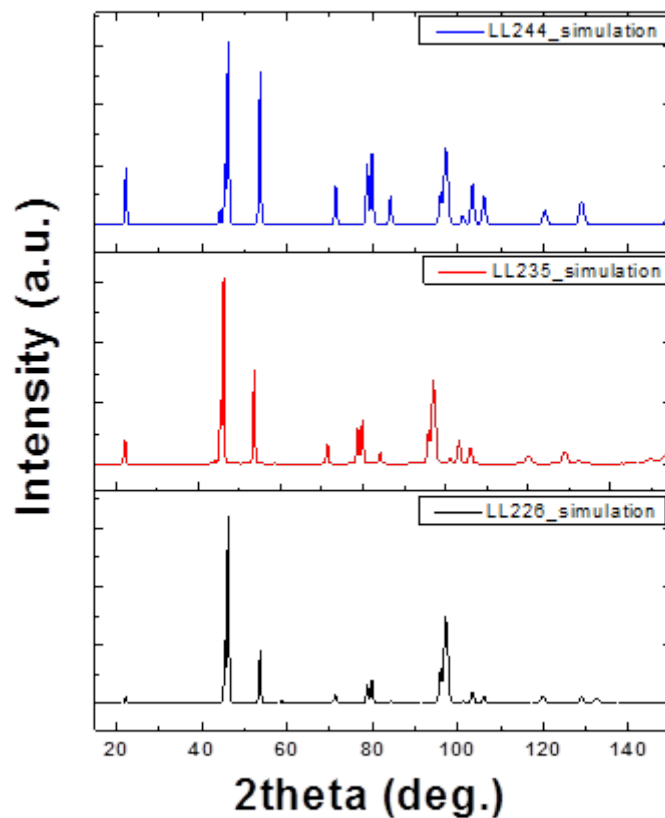 LL244_simulation
LL235_simulation
LL226_simulation
Intensity (a.u.)
20 40 60 80 100 120 140
2theta (deg.)